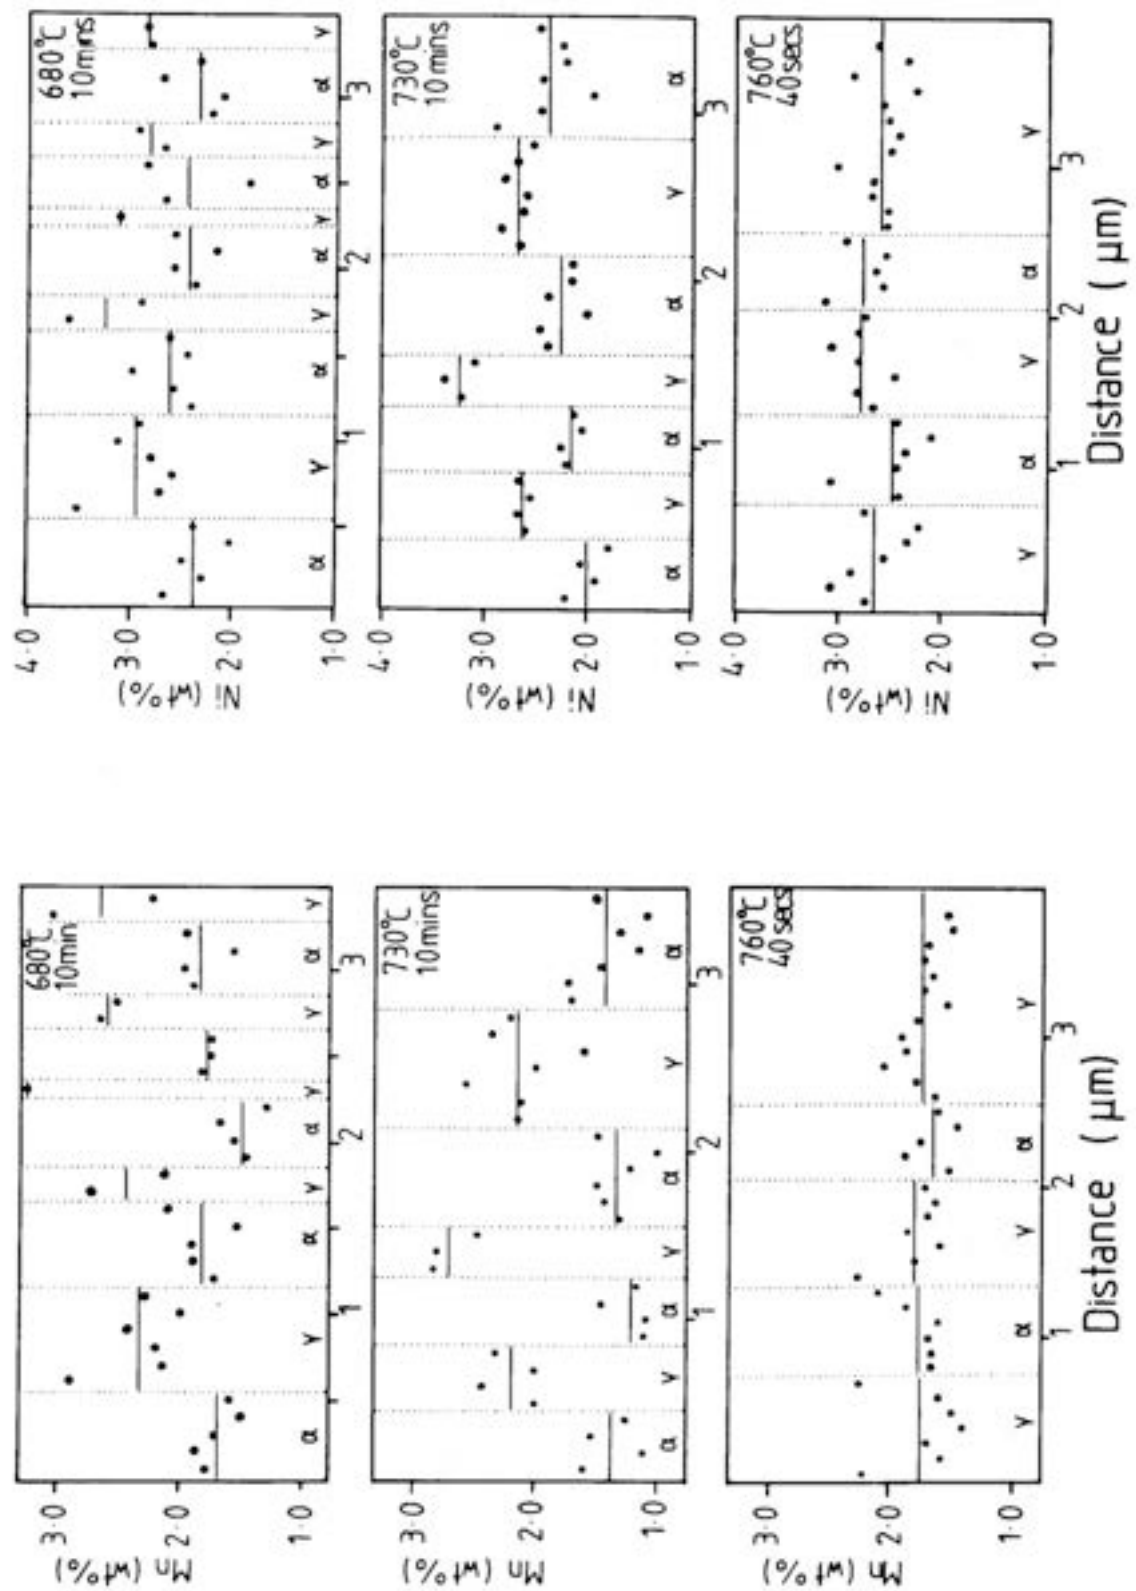 Mn (wt%)
3·0
2·0
1·0
680°C
10min
α γ α γ α γ γ α γ
1 2 3
Mn (wt%)
3·0
2·0
1·0
730°C
10mins
α γ α γ α γ α
1 2 3
Mn (wt%)
3·0
2·0
1·0
760°C
40secs
γ α γ α γ
1 2 3
Distance (μm)
Ni (wt%)
4·0
3·0
2·0
1·0
680°C
10mins
α γ α γ α γ α γ α γ
1 2 3
Ni (wt%)
4·0
3·0
2·0
1·0
730°C
10mins
α γ α γ α γ α
1 2 3
Ni (wt%)
4·0
3·0
2·0
1·0
760°C
40secs
γ α γ α γ
1 2 3
Distance (μm)